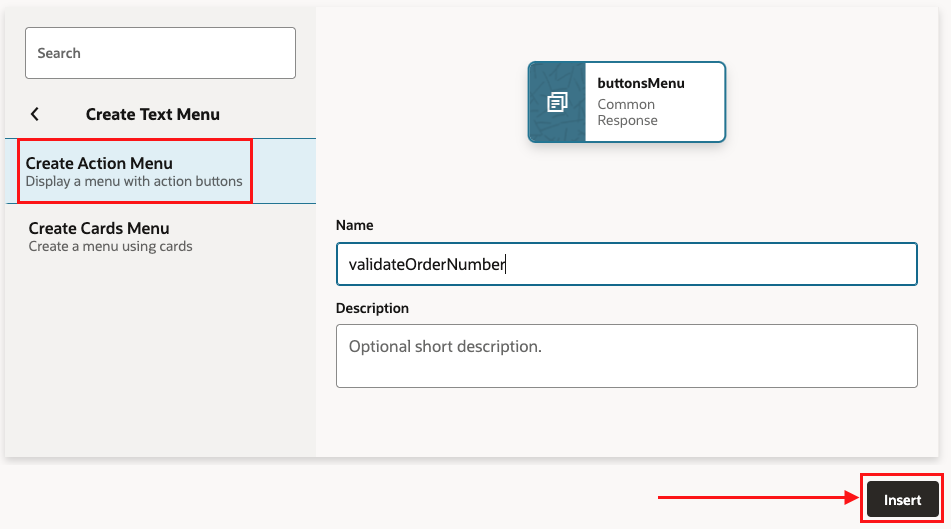 Search
Create Text Menu
Create Action Menu
Display a menu with action buttons
Create Cards Menu
Create a menu using cards
buttonsMenu
Common
Response
Name
validateOrderNumber
Description
Optional short description.
Insert